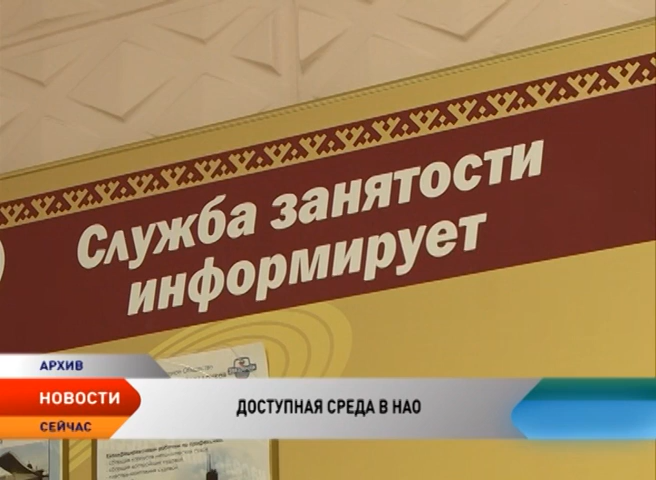 Служба занятости
информирует
АРХИВ
НОВОСТИ
ДОСТУПНАЯ СРЕДА В НАО
СЕЙЧАС